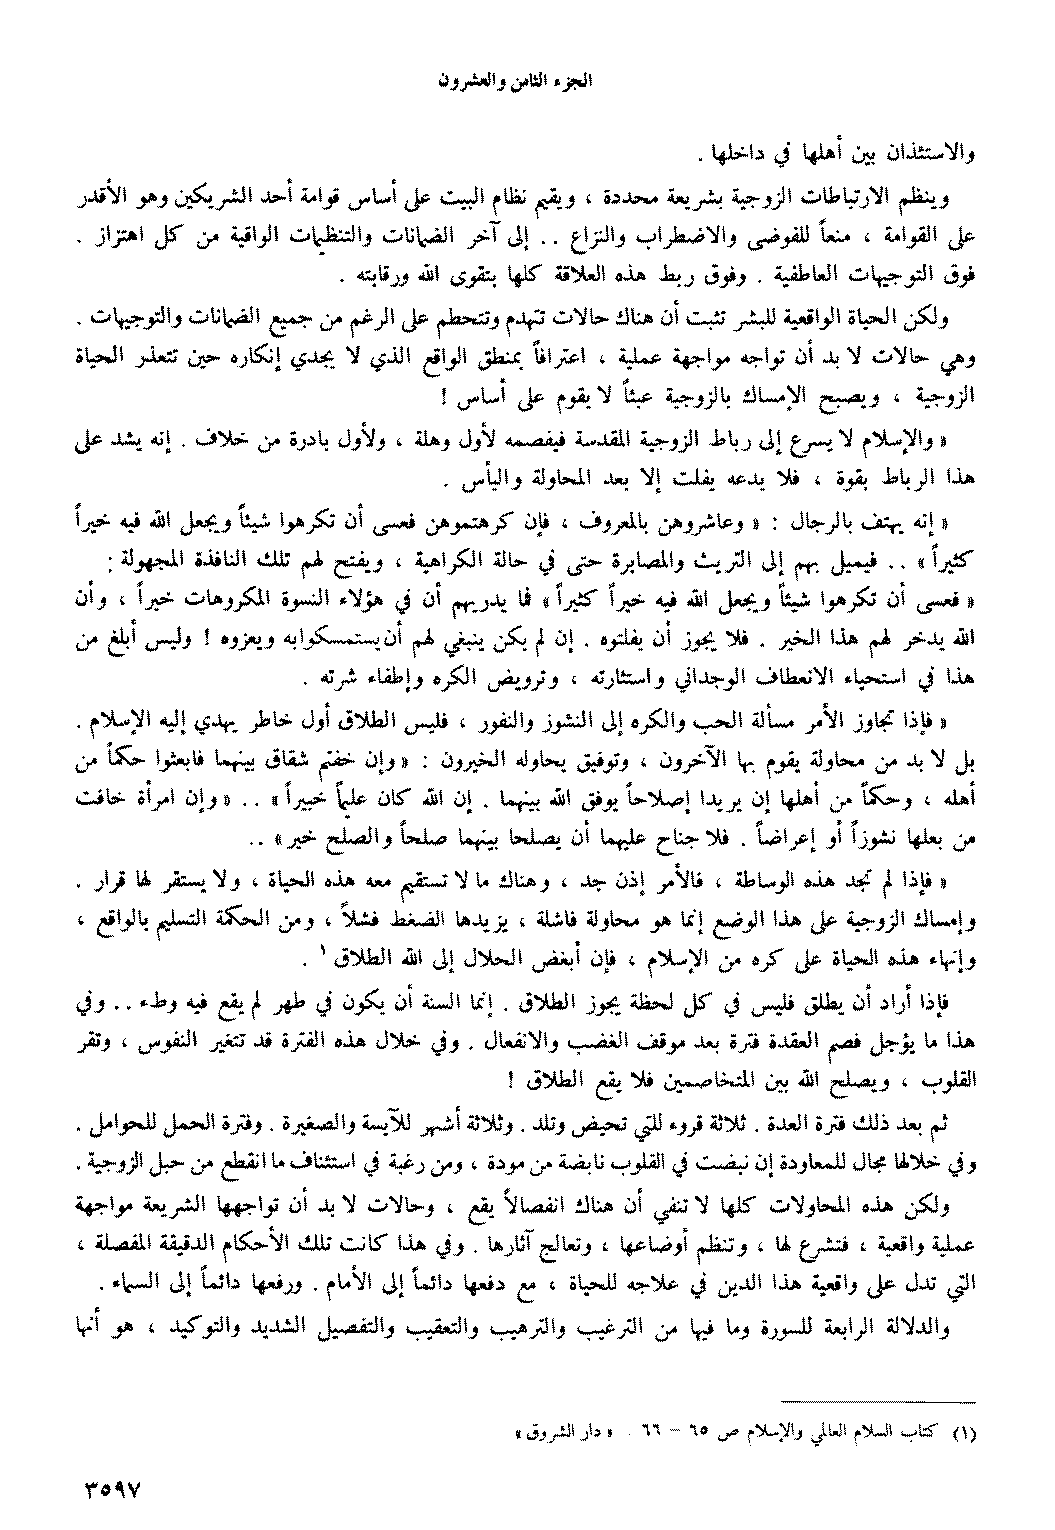 الجزء الثامن والعشرون
والاستئذان بين أهلها في داخلها .
وينظم الارتباطات الزوجية بشريعة محددة ، ويقيم نظام البيت على أساس قوامة أحد الشريكين وهو الأقدر
على القوامة ، منعاً للفوضى والاضطراب والنزاع .. إلى آخر الضمانات والتنظيمات الواقية من كل اهتزاز .
فوق التوجيهات العاطفية . وفوق ربط هذه العلاقة كلها بتقوى الله ورقابته .
ولكن الحياة الواقعية للبشر تثبت أن هناك حالات تتهدم وتتحطم على الرغم من جميع الضمانات والتوجيهات .
وهي حالات لا بد أن تواجه مواجهة عملية ، اعترافاً بمنطق الواقع الذي لا يجدي إنكاره حين تتعذر الحياة
الزوجية ، ويصبح الإمساك بالزوجية عبئاً لا يقوم على أساس !
« والإسلام لا يسرع إلى رباط الزوجية المقدسة فيفصمه لأول وهلة ، ولأول بادرة من خلاف . إنه يشد على
هذا الرباط بقوة ، فلا يدعه يفلت إلا بعد المحاولة واليأس .
« إنه يهتف بالرجال : « وعاشروهن بالمعروف ، فإن كرهتموهن فعسى أن تكرهوا شيئاً ويجعل الله فيه خيراً
كثيراً » .. فيميل بهم إلى التريث والمصابرة حتى في حالة الكراهية ، ويفتح لهم تلك النافذة المجهولة :
« فعسى أن تكرهوا شيئاً ويجعل الله فيه خيراً كثيراً » فما يدريهم أن في هؤلاء النسوة المكروهات خيراً ، وأن
الله يدخر لهم هذا الخير . فلا يجوز أن يفلتوه . إن لم يكن ينبغي لهم أن يستمسكوا به ويعزوه ! وليس أبلغ من
هذا في استحياء الانعطاف الوجداني واستثارته ، وترويض الكره وإطفاء شرته .
« فإذا تجاوز الأمر مسألة الحب والكره إلى النشوز والنفور ، فليس الطلاق أول خاطر يهدي إليه الإسلام .
بل لا بد من محاولة يقوم بها الآخرون ، وتوفيق يحاوله الخيرون : « وإن خفتم شقاق بينهما فابعثوا حكماً من
أهله ، وحكماً من أهلها إن يريدا إصلاحاً يوفق الله بينهما . إن الله كان عليماً خبيراً » .. « وإن امرأة خافت
من بعلها نشوزاً أو إعراضاً . فلا جناح عليهما أن يصلحا بينهما صلحاً والصلح خير » ..
« فإذا لم تجد هذه الوساطة ، فالأمر إذن جد ، وهناك ما لا تستقيم معه هذه الحياة ، ولا يستقر لها قرار .
وإمساك الزوجية على هذا الوضع إنما هو محاولة فاشلة ، يزيدها الضغط فشلاً ، ومن الحكمة التسليم بالواقع ،
وإنهاء هذه الحياة على كره من الإسلام ، فإن أبغض الحلال إلى الله الطلاق ١ .
فإذا أراد أن يطلق فليس في كل لحظة يجوز الطلاق . إنما السنة أن يكون في طهر لم يقع فيه وطء .. وفي
هذا ما يؤجل فصم العقدة فترة بعد موقف الغضب والانفعال . وفي خلال هذه الفترة قد تتغير النفوس ، وتقر
القلوب ، ويصلح الله بين المتخاصمين فلا يقع الطلاق !
ثم بعد ذلك فترة العدة . ثلاثة قروء للتي تحيض وتلد . وثلاثة أشهر للآيسة والصغيرة . وفترة الحمل للحوامل .
وفي خلالها مجال للمعاودة إن نبضت في القلوب نابضة من مودة ، ومن رغبة في استئناف ما انقطع من حبل الزوجية .
ولكن هذه المحاولات كلها لا تنفي أن هناك انفصالاً يقع ، وحالات لا بد أن تواجهها الشريعة مواجهة
عملية واقعية ، فتشرع لها ، وتنظم أوضاعها ، وتعالج آثارها . وفي هذا كانت تلك الأحكام الدقيقة المفصلة ،
التي تدل على واقعية هذا الدين في علاجه للحياة ، مع دفعها دائماً إلى الأمام . ورفعها دائماً إلى السماء .
والدلالة الرابعة للسورة وما فيها من الترغيب والترهيب والتعقيب والتفصيل الشديد والتوكيد ، هو أنها
(١) كتاب السلام العالمي والإسلام ص ٦٥ - ٦٦ . « دار الشروق »
٣٥٩٧